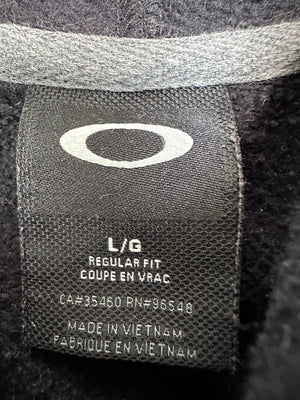 L/G
REGULAR FIT
COUPE EN VRAC
CA#35460 RN#96548
MADE IN VIETNAM
FABRIQUE EN VIETNAM